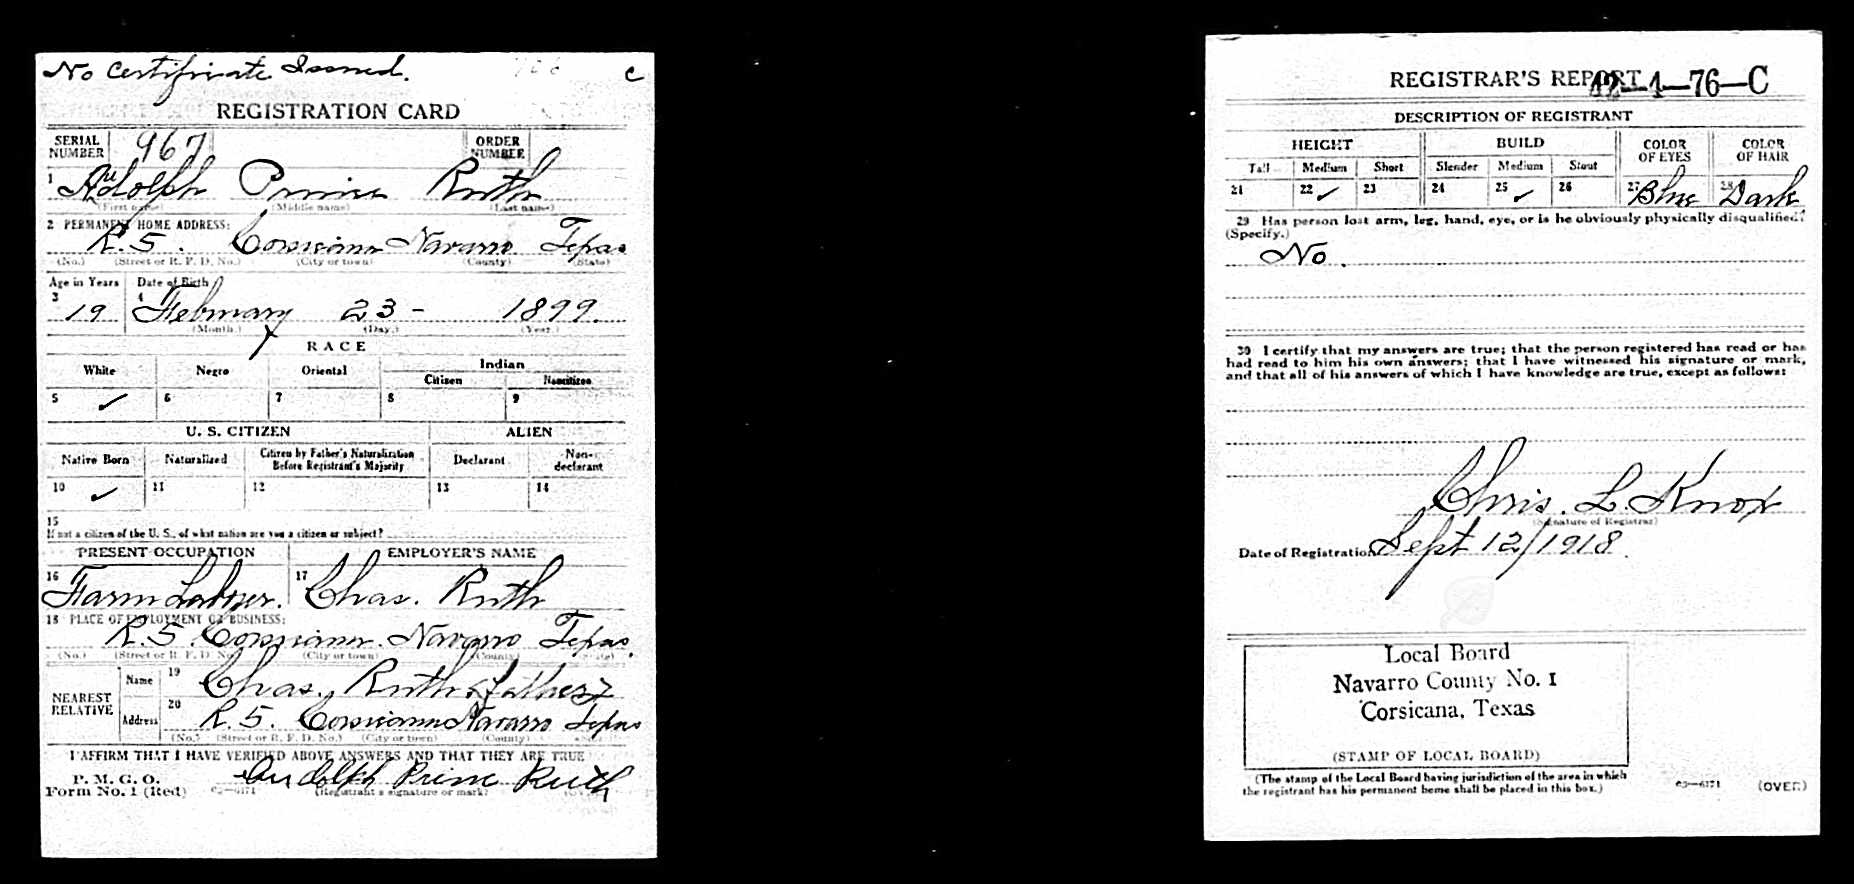 No Certificate Issued. C
REGISTRATION CARD
SERIAL NUMBER 967 ORDER NUMBER
1 Audolph Prince Ruth
(First name) (Middle name) (Last name)
2 PERMANENT HOME ADDRESS:
R. 5. Corsicana Navarro Texas
(No.) (Street or R. F. D. No.) (City or town) (County) (State)
Age in Years Date of Birth
3 19 4 February 23 - 1899.
(Month.) (Day.) (Year.)
RACE
White Negro Oriental Indian
Citizen Noncitizen
5 ✓ 6 7 8 9
U. S. CITIZEN ALIEN
Native Born Naturalized Citizen by Father's Naturalization Before Registrant's Majority Declarant Non-declarant
10 ✓ 11 12 13 14
15
If not a citizen of the U. S., of what nation are you a citizen or subject?
PRESENT OCCUPATION EMPLOYER'S NAME
16 Farm Laborer. 17 Chas. Ruth
18 PLACE OF EMPLOYMENT OR BUSINESS:
R. 5 Corsicana. Navarro Texas.
(No.) (Street or R. F. D. No.) (City or town) (County) (State)
NEAREST RELATIVE
Name 19 Chas. Ruth (Father)
Address 20 R. 5. Corsicana Navarro Texas
(No.) (Street or R. F. D. No.) (City or town) (County) (State)
I AFFIRM THAT I HAVE VERIFIED ABOVE ANSWERS AND THAT THEY ARE TRUE
P. M. G. O.
Form No. 1 (Red) Audolph Prince Ruth
(Registrant's signature or mark) (OVER)
REGISTRAR'S REPORT 42-4-76-C
DESCRIPTION OF REGISTRANT
HEIGHT BUILD COLOR OF EYES COLOR OF HAIR
Tall Medium Short Slender Medium Stout
21 22 ✓ 23 24 25 ✓ 26 27 Blue 28 Dark
29 Has person lost arm, leg, hand, eye, or is he obviously physically disqualified?
(Specify.)
No.
30 I certify that my answers are true; that the person registered has read or has
had read to him his own answers; that I have witnessed his signature or mark,
and that all of his answers of which I have knowledge are true, except as follows:
Chris. L. Knox
(Signature of Registrar)
Date of Registration Sept 12/1918.
Local Board
Navarro County No. 1
Corsicana, Texas
(STAMP OF LOCAL BOARD)
(The stamp of the Local Board having jurisdiction of the area in which
the registrant has his permanent home shall be placed in this box.)
03—6171 (OVER)